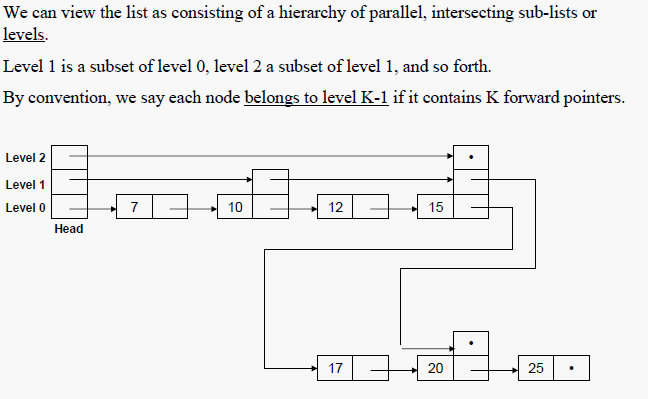 We can view the list as consisting of a hierarchy of parallel, intersecting sub-lists or
levels.
Level 1 is a subset of level 0, level 2 a subset of level 1, and so forth.
By convention, we say each node belongs to level K-1 if it contains K forward pointers.
Level 2
Level 1
Level 0
7
10
12
15
Head
17
20
25